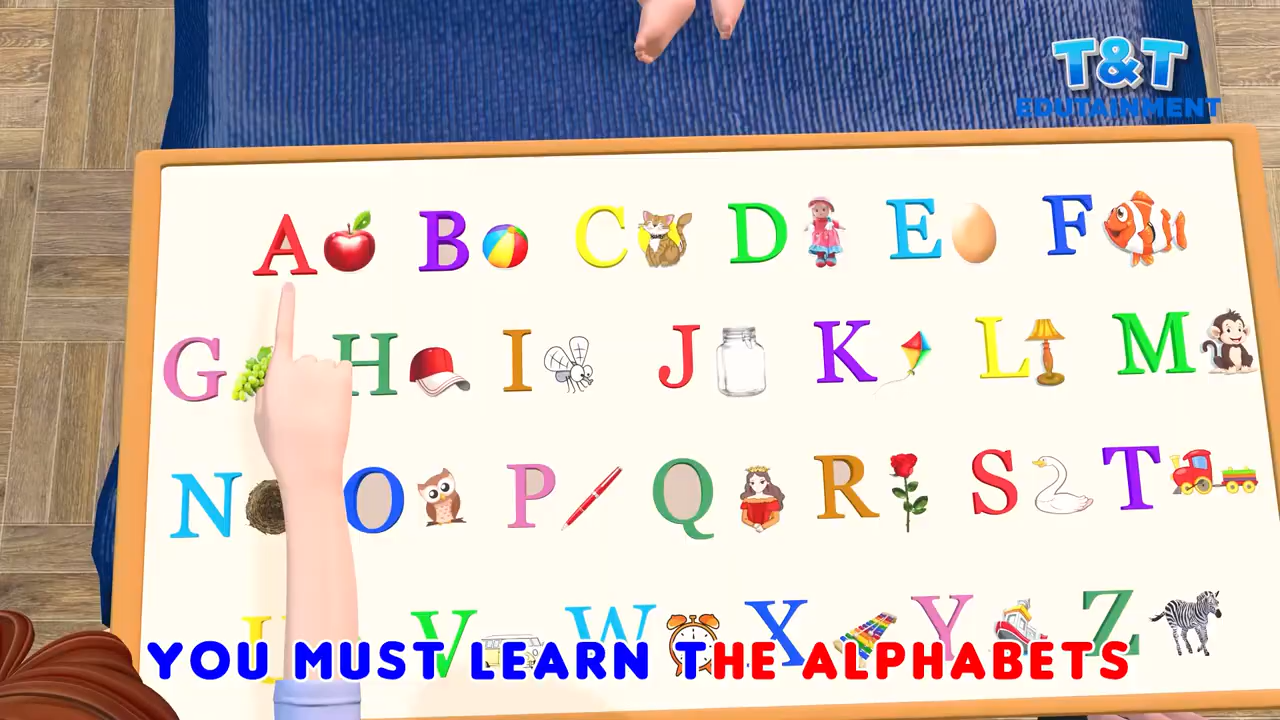 T&T
EDUTAINMENT
A B C D E F
G H I J K L M
N O P Q R S T
V W X Y Z
YOU MUST LEARN THE ALPHABETS